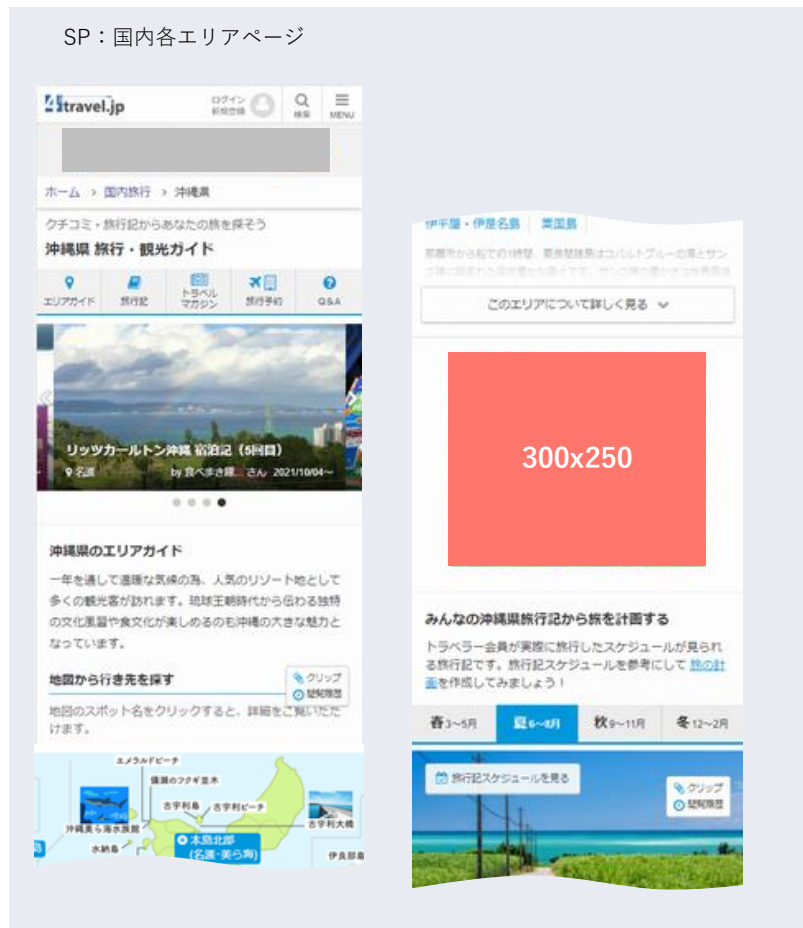 SP：国内各エリアページ
4travel.jp
ログイン
新規登録
検索
MENU
ホーム > 国内旅行 > 沖縄県
クチコミ・旅行記からあなたの旅を探そう
沖縄県 旅行・観光ガイド
エリアガイド
旅行記
トラベル
マガジン
旅行予約
Q&A
リッツカールトン沖縄 宿泊記（5回目）
名護
by 食べ歩き さん 2021/10/04～
沖縄県のエリアガイド
一年を通して温暖な気候の為、人気のリゾート地として
多くの観光客が訪れます。琉球王朝時代から伝わる独特
の文化風習や食文化が楽しめるのも沖縄の大きな魅力と
なっています。
地図から行き先を探す
クリップ
閲覧履歴
地図のスポット名をクリックすると、詳細をご覧いただ
けます。
エメラルドビーチ
備瀬のフクギ並木
古宇利島
古宇利ビーチ
沖縄美ら海水族館
古宇利大橋
水納島
本島北部
(名護・美ら海)
伊良部島
伊平屋・伊是名島
粟国島
このエリアについて詳しく見る
300x250
みんなの沖縄県旅行記から旅を計画する
トラベラー会員が実際に旅行したスケジュールが見られ
る旅行記です。旅行記スケジュールを参考にして 旅の計
画を作成してみましょう！
春3～5月
夏6～8月
秋9～11月
冬12～2月
旅行記スケジュールを見る
クリップ
閲覧履歴